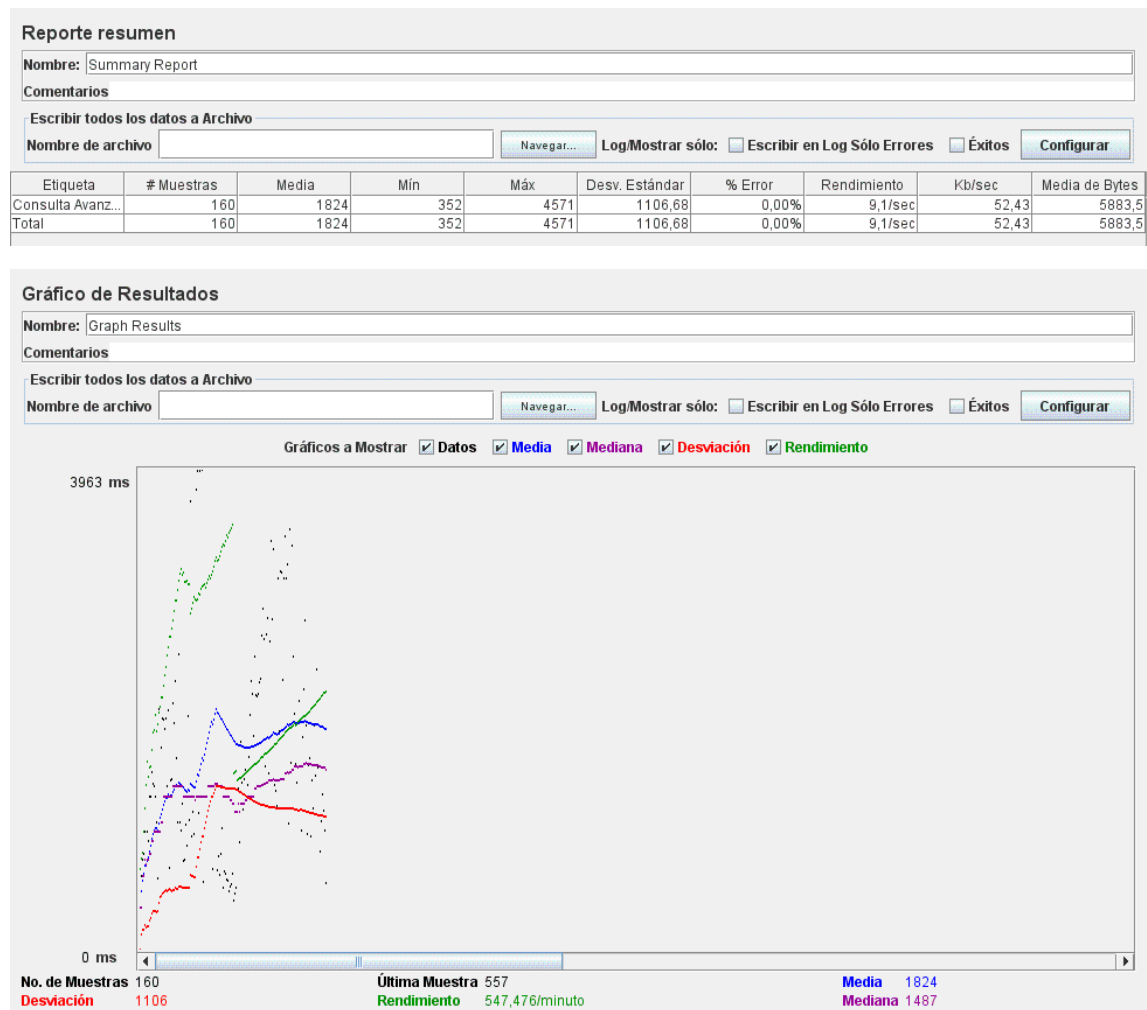 Reporte resumen
Nombre: Summary Report
Comentarios
Escribir todos los datos a Archivo
Nombre de archivo Navegar... Log/Mostrar sólo: Escribir en Log Sólo Errores Éxitos Configurar
Etiqueta # Muestras Media Mín Máx Desv. Estándar % Error Rendimiento Kb/sec Media de Bytes
Consulta Avanz... 160 1824 352 4571 1106,68 0,00% 9,1/sec 52,43 5883,5
Total 160 1824 352 4571 1106,68 0,00% 9,1/sec 52,43 5883,5
Gráfico de Resultados
Nombre: Graph Results
Comentarios
Escribir todos los datos a Archivo
Nombre de archivo Navegar... Log/Mostrar sólo: Escribir en Log Sólo Errores Éxitos Configurar
Gráficos a Mostrar Datos Media Mediana Desviación Rendimiento
3963 ms
0 ms
No. de Muestras 160 Última Muestra 557 Media 1824
Desviación 1106 Rendimiento 547,476/minuto Mediana 1487